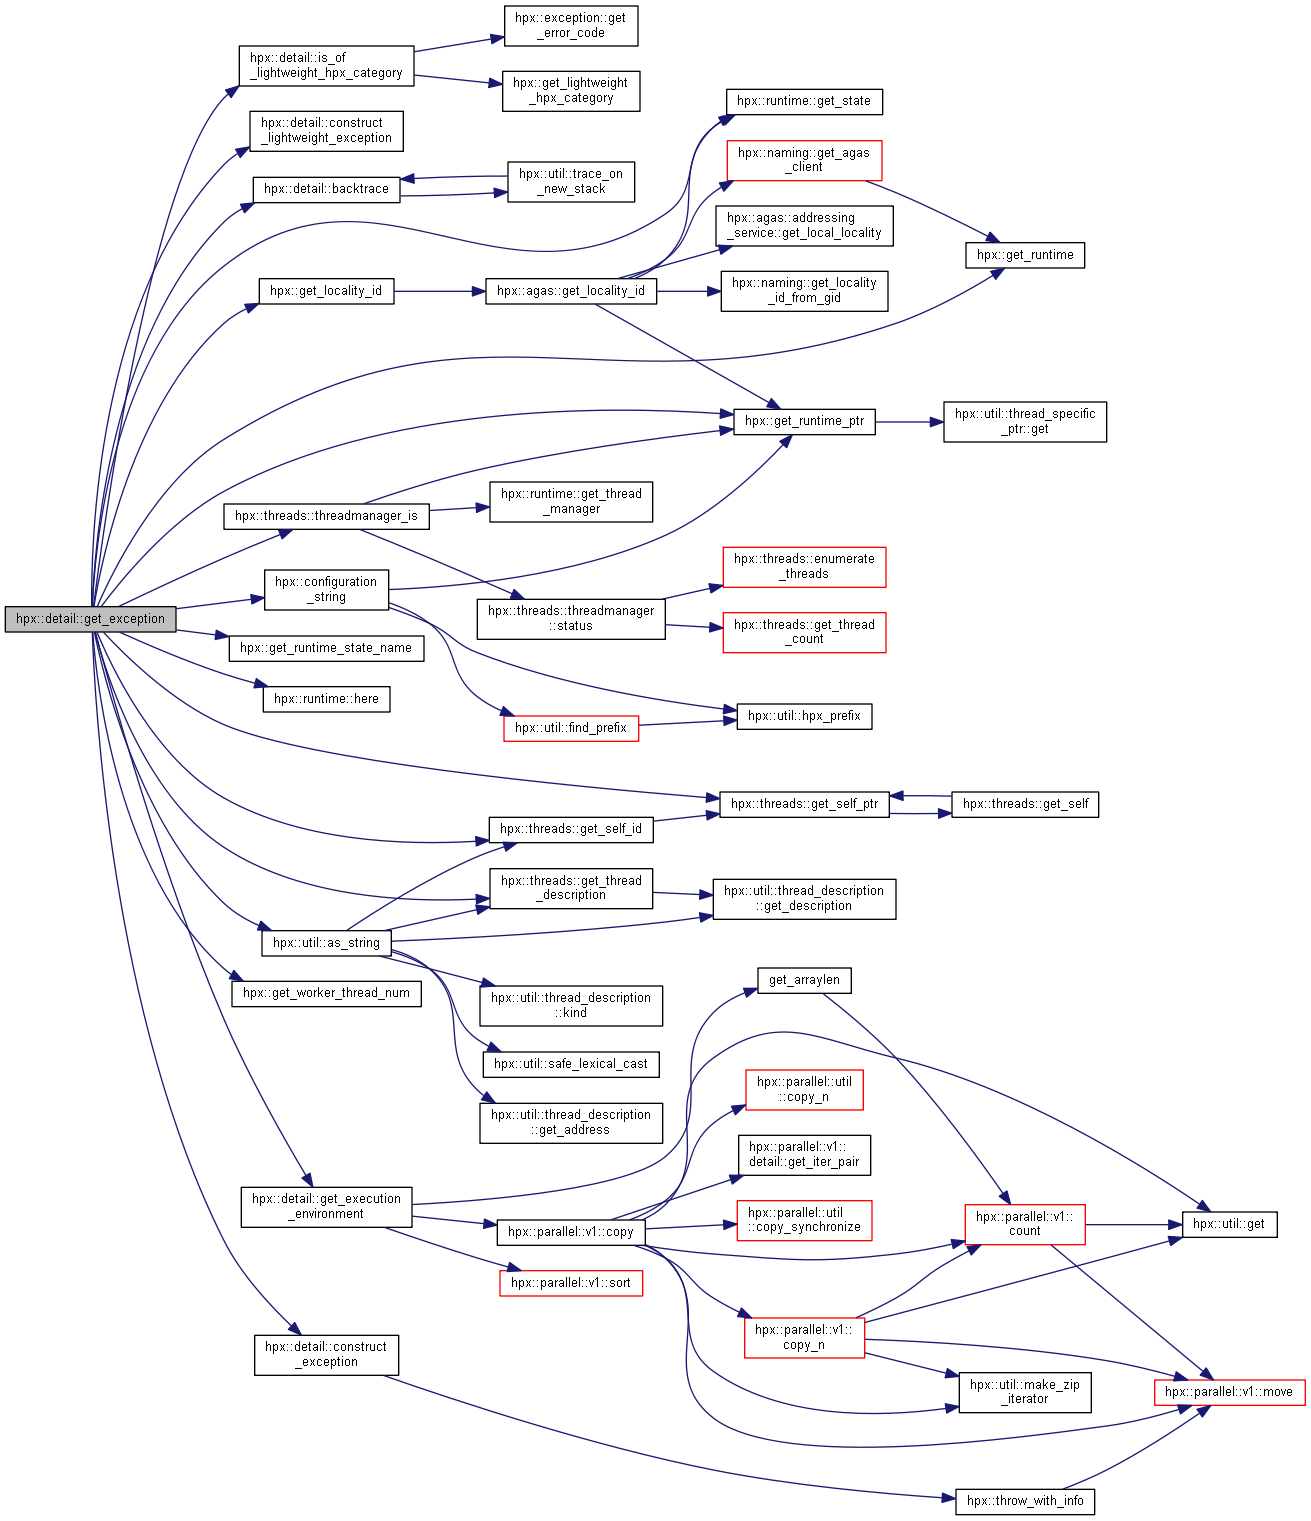 hpx::exception::get
_error_code
hpx::detail::is_of
_lightweight_hpx_category
hpx::get_lightweight
_hpx_category
hpx::runtime::get_state
hpx::detail::construct
_lightweight_exception
hpx::naming::get_agas
_client
hpx::util::trace_on
_new_stack
hpx::detail::backtrace
hpx::agas::addressing
_service::get_local_locality
hpx::get_runtime
hpx::get_locality_id
hpx::agas::get_locality_id
hpx::naming::get_locality
_id_from_gid
hpx::get_runtime_ptr
hpx::util::thread_specific
_ptr::get
hpx::runtime::get_thread
_manager
hpx::threads::threadmanager_is
hpx::threads::enumerate
_threads
hpx::configuration
_string
hpx::threads::threadmanager
::status
hpx::detail::get_exception
hpx::threads::get_thread
_count
hpx::get_runtime_state_name
hpx::runtime::here
hpx::util::find_prefix
hpx::util::hpx_prefix
hpx::threads::get_self_ptr
hpx::threads::get_self
hpx::threads::get_self_id
hpx::threads::get_thread
_description
hpx::util::thread_description
::get_description
hpx::util::as_string
get_arraylen
hpx::get_worker_thread_num
hpx::util::thread_description
::kind
hpx::util::safe_lexical_cast
hpx::parallel::util
::copy_n
hpx::util::thread_description
::get_address
hpx::parallel::v1::
detail::get_iter_pair
hpx::detail::get_execution
_environment
hpx::parallel::v1::copy
hpx::parallel::util
::copy_synchronize
hpx::parallel::v1::
count
hpx::util::get
hpx::parallel::v1::sort
hpx::parallel::v1::
copy_n
hpx::detail::construct
_exception
hpx::util::make_zip
_iterator
hpx::parallel::v1::move
hpx::throw_with_info